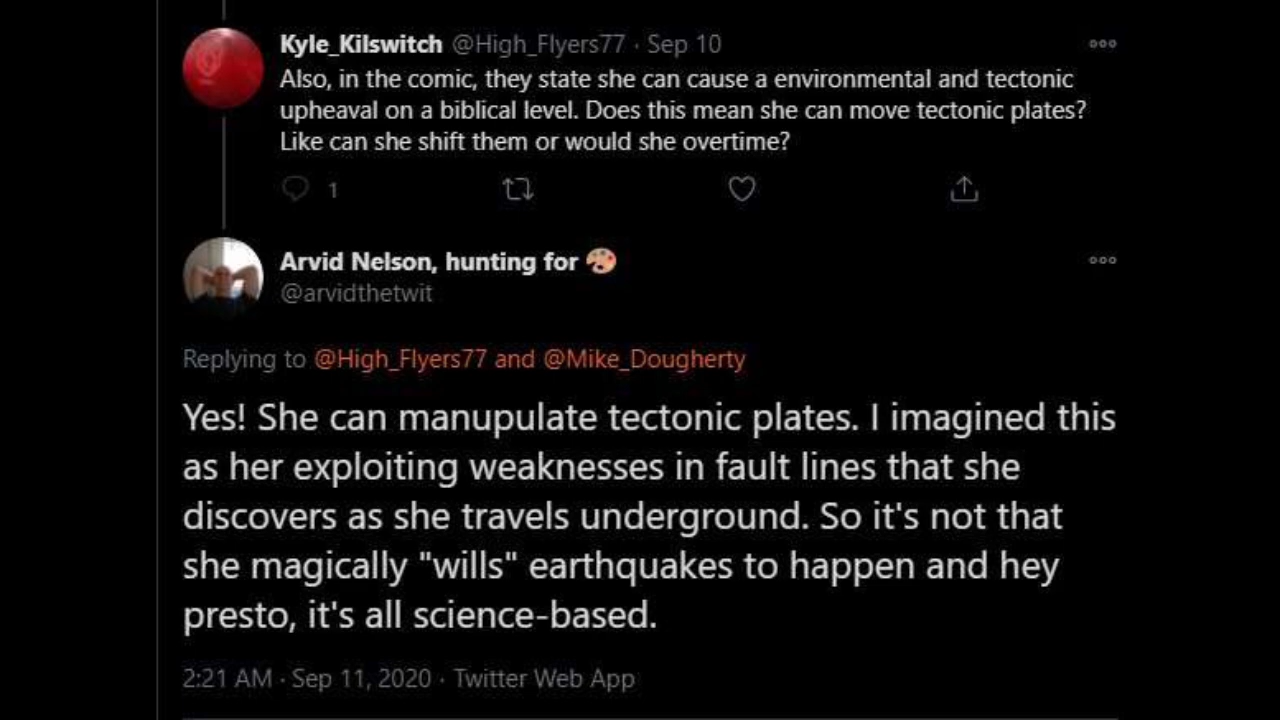 Kyle_Kilswitch @High_Flyers77 · Sep 10
Also, in the comic, they state she can cause a environmental and tectonic
upheaval on a biblical level. Does this mean she can move tectonic plates?
Like can she shift them or would she overtime?
1
Arvid Nelson, hunting for 🎨
@arvidthetwit
Replying to @High_Flyers77 and @Mike_Dougherty
Yes! She can manupulate tectonic plates. I imagined this
as her exploiting weaknesses in fault lines that she
discovers as she travels underground. So it's not that
she magically "wills" earthquakes to happen and hey
presto, it's all science-based.
2:21 AM · Sep 11, 2020 · Twitter Web App